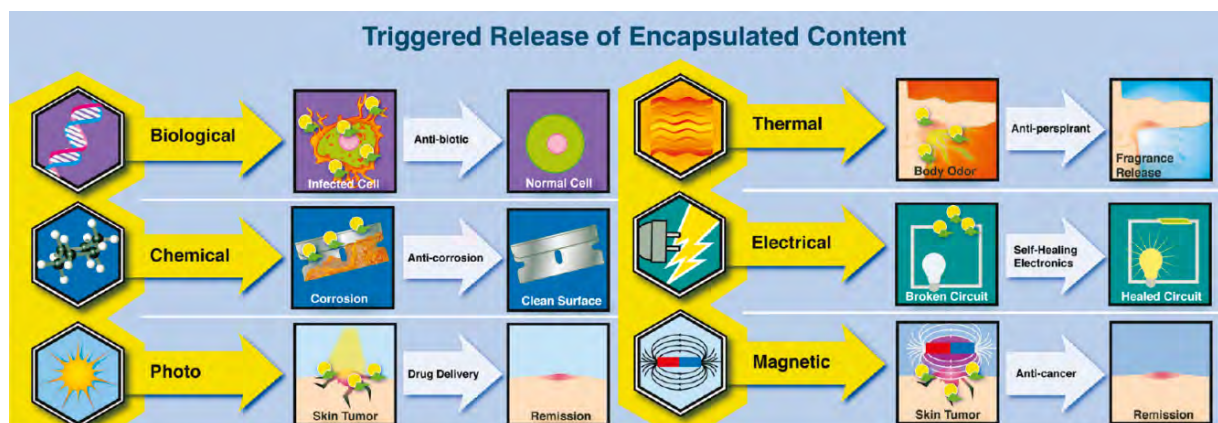 Triggered Release of Encapsulated Content
Biological
Infected Cell
Anti-biotic
Normal Cell
Chemical
Corrosion
Anti-corrosion
Clean Surface
Photo
Skin Tumor
Drug Delivery
Remission
Thermal
Body Odor
Anti-perspirant
Fragrance
Release
Electrical
Broken Circuit
Self-Healing
Electronics
Healed Circuit
Magnetic
Skin Tumor
Anti-cancer
Remission